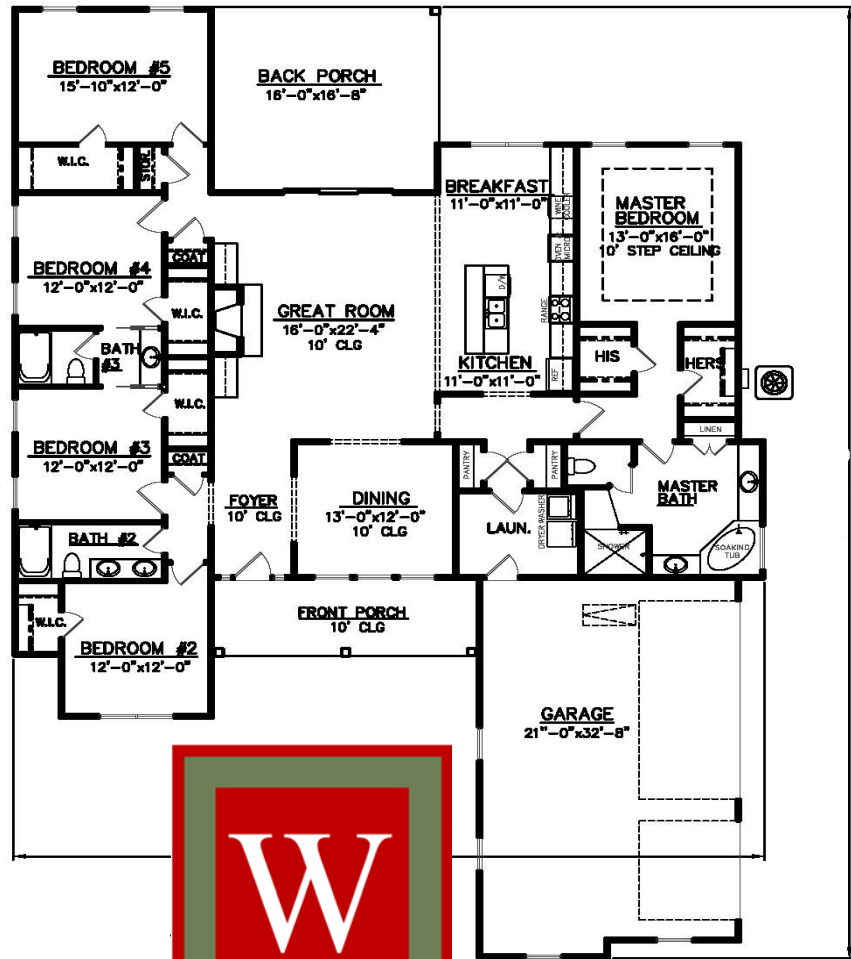 BEDROOM #5
15'-10"x12'-0"
BACK PORCH
16'-0"x16'-8"
W.I.C.
STOR.
BREAKFAST
11'-0"x11'-0"
WINE
COOLER
MASTER
BEDROOM
13'-0"x16'-0"
10' STEP CEILING
OVEN
MICRO
COAT
BEDROOM #4
12'-0"x12'-0"
W.I.C.
GREAT ROOM
16'-0"x22'-4"
10' CLG
D/W
RANGE
BATH
#3
KITCHEN
11'-0"x11'-0"
REF
HIS
HERS
W.I.C.
LINEN
BEDROOM #3
12'-0"x12'-0"
COAT
PANTRY
PANTRY
FOYER
10' CLG
DINING
13'-0"x12'-0"
10' CLG
MASTER
BATH
LAUN.
DRYER
WASHER
BATH #2
SHOWER
SOAKING
TUB
W.I.C.
FRONT PORCH
10' CLG
BEDROOM #2
12'-0"x12'-0"
GARAGE
21"-0"x32'-8"
W